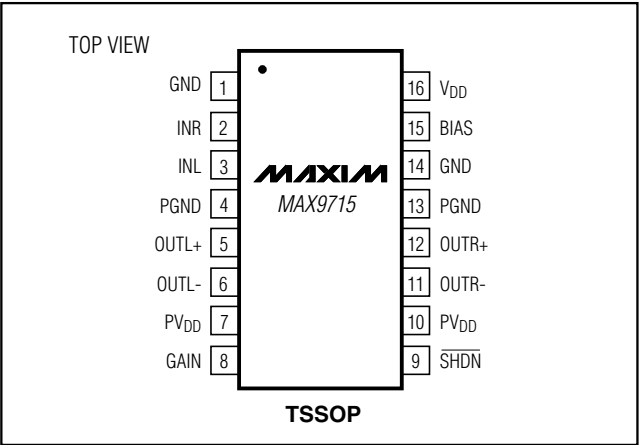 TOP VIEW
GND 1 16 VDD
INR 2 15 BIAS
INL 3 14 GND
MAXIM
PGND 4 MAX9715 13 PGND
OUTL+ 5 12 OUTR+
OUTL- 6 11 OUTR-
PVDD 7 10 PVDD
GAIN 8 9 SHDN
TSSOP